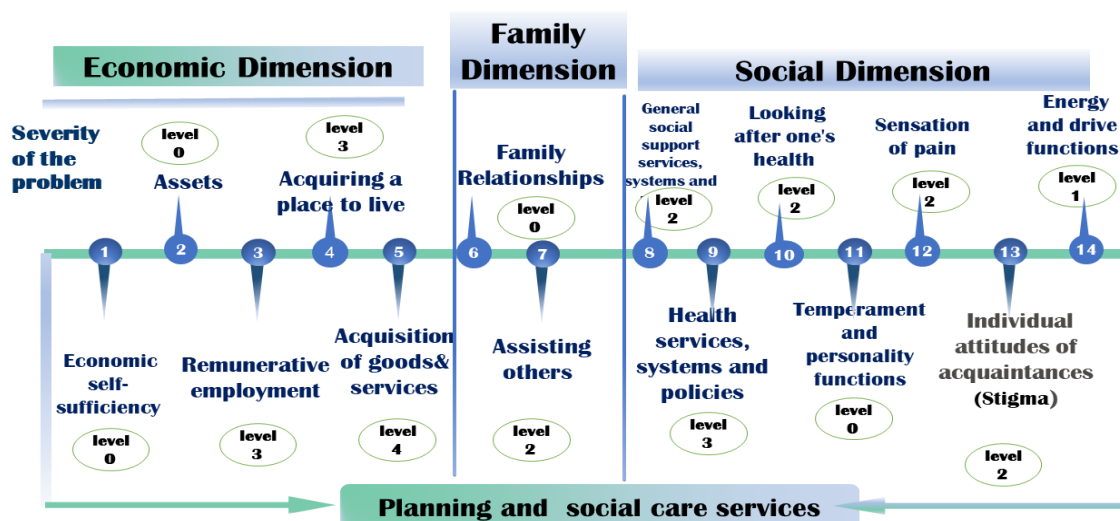 Economic Dimension
Family
Dimension
Social Dimension
Severity
of the
problem
level
0
Assets
level
3
Acquiring a
place to live
Family
Relationships
level
0
General
social
support
services,
systems and
level
2
Looking
after one's
health
level
2
Sensation
of pain
level
2
Energy
and drive
functions
level
1
1
2
3
4
5
6
7
8
9
10
11
12
13
14
Economic
self-
sufficiency
level
0
Remunerative
employment
level
3
Acquisition
of goods&
services
level
4
Assisting
others
level
2
Health
services,
systems and
policies
level
3
Temperament
and
personality
functions
level
0
Individual
attitudes of
acquaintances
(Stigma)
level
2
Planning and social care services